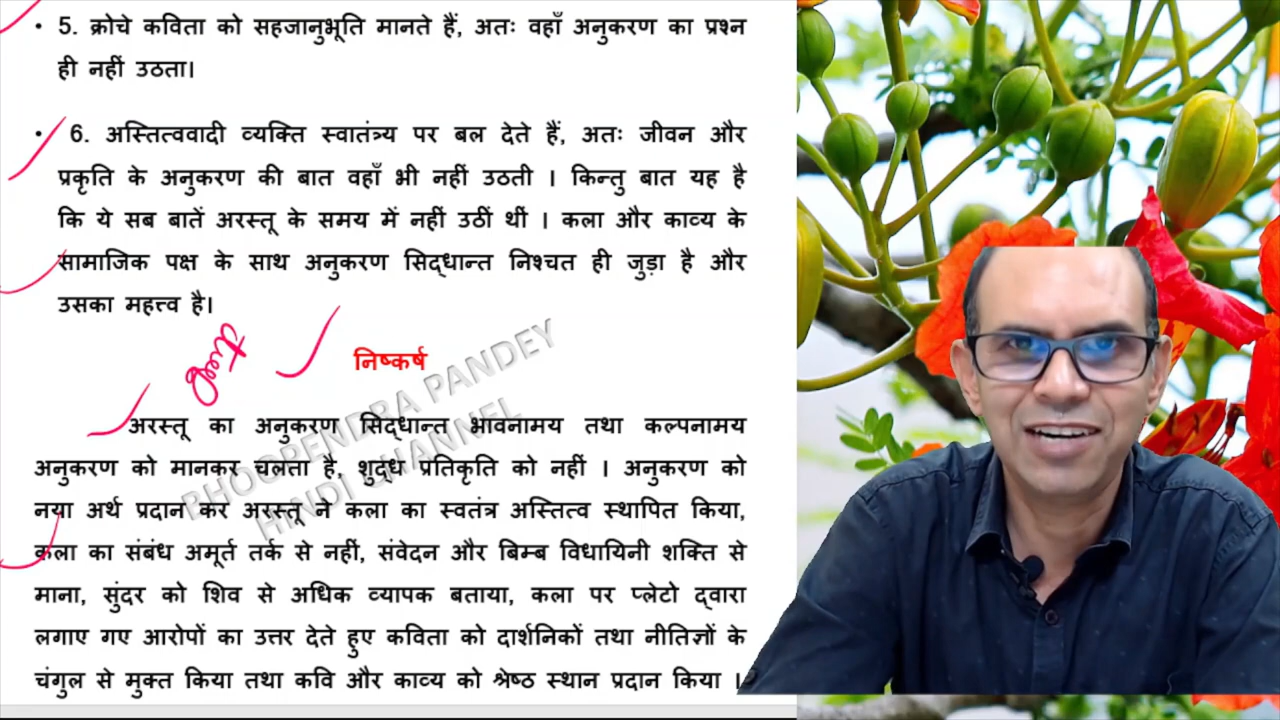 • 5. क्रोचे कविता को सहजानुभूति मानते हैं, अतः वहाँ अनुकरण का प्रश्न
ही नहीं उठता।
• 6. अस्तित्ववादी व्यक्ति स्वातंत्र्य पर बल देते हैं, अतः जीवन और
प्रकृति के अनुकरण की बात वहाँ भी नहीं उठती । किन्तु बात यह है
कि ये सब बातें अरस्तू के समय में नहीं उठीं थीं । कला और काव्य के
सामाजिक पक्ष के साथ अनुकरण सिद्धान्त निश्चत ही जुड़ा है और
उसका महत्त्व है।
निष्कर्ष
अरस्तू का अनुकरण सिद्धान्त भावनामय तथा कल्पनामय
अनुकरण को मानकर चलता है, शुद्ध प्रतिकृति को नहीं । अनुकरण को
नया अर्थ प्रदान कर अरस्तू ने कला का स्वतंत्र अस्तित्व स्थापित किया,
कला का संबंध अमूर्त तर्क से नहीं, संवेदन और बिम्ब विधायिनी शक्ति से
माना, सुंदर को शिव से अधिक व्यापक बताया, कला पर प्लेटो द्वारा
लगाए गए आरोपों का उत्तर देते हुए कविता को दार्शनिकों तथा नीतिज्ञों के
चंगुल से मुक्त किया तथा कवि और काव्य को श्रेष्ठ स्थान प्रदान किया ।
BHOOPENDRA PANDEY
HINDI CHANNEL